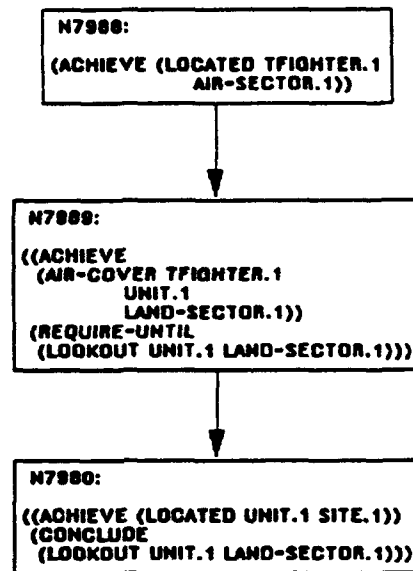 N7988:
(ACHIEVE (LOCATED TFIGHTER.1
AIR-SECTOR.1))
N7989:
((ACHIEVE
(AIR-COVER TFIGHTER.1
UNIT.1
LAND-SECTOR.1))
(REQUIRE-UNTIL
(LOOKOUT UNIT.1 LAND-SECTOR.1)))
N7980:
((ACHIEVE (LOCATED UNIT.1 SITE.1))
(CONCLUDE
(LOOKOUT UNIT.1 LAND-SECTOR.1)))